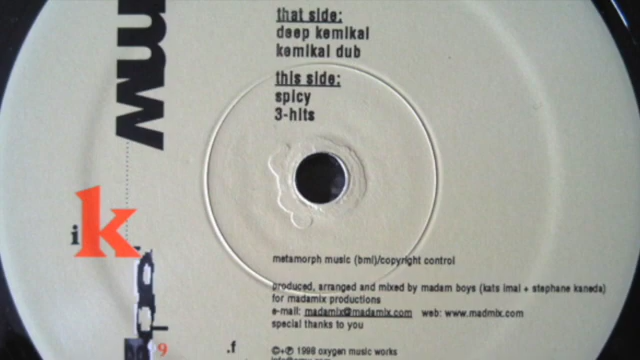 that side:
deep kemikal
kemikal dub
this side:
spicy
3-hits
mw
i
k
metamorph music (bmi)/copyright control
produced, arranged and mixed by madam boys (kats imai + stephane kaneda)
for madamix productions
e-mail: madamix@madamix.com web: www.madmix.com
special thanks to you
9
.f
©+℗ 1998 oxygen music works